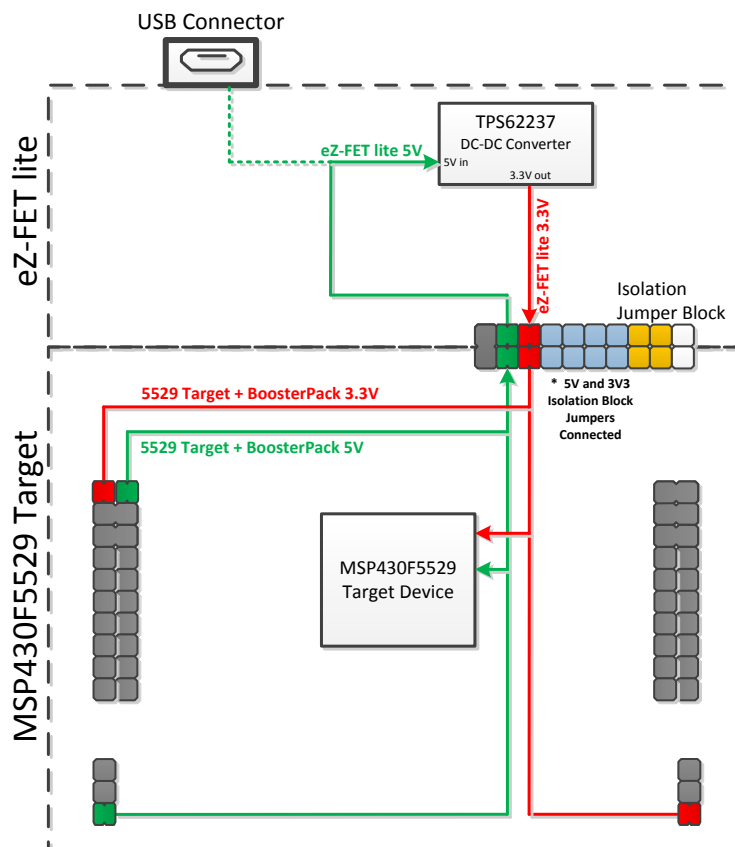 USB Connector
eZ-FET lite
TPS62237
DC-DC Converter
5V in
3.3V out
eZ-FET lite 5V
eZ-FET lite 3.3V
Isolation
Jumper Block
* 5V and 3V3
Isolation Block
Jumpers
Connected
MSP430F5529 Target
5529 Target + BoosterPack 3.3V
5529 Target + BoosterPack 5V
MSP430F5529
Target Device